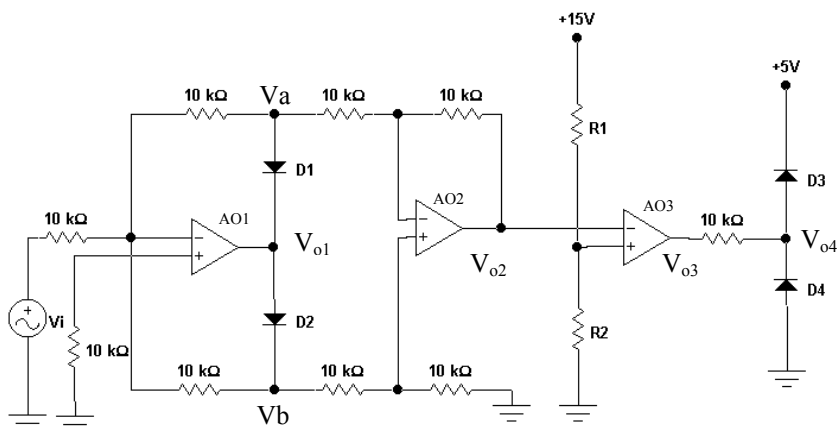 +15V
+5V
10 kΩ
Va
10 kΩ
10 kΩ
R1
D1
D3
AO1
AO2
AO3
10 kΩ
10 kΩ
Vo1
Vo2
Vo3
Vo4
D2
D4
Vi
10 kΩ
R2
10 kΩ
10 kΩ
10 kΩ
Vb